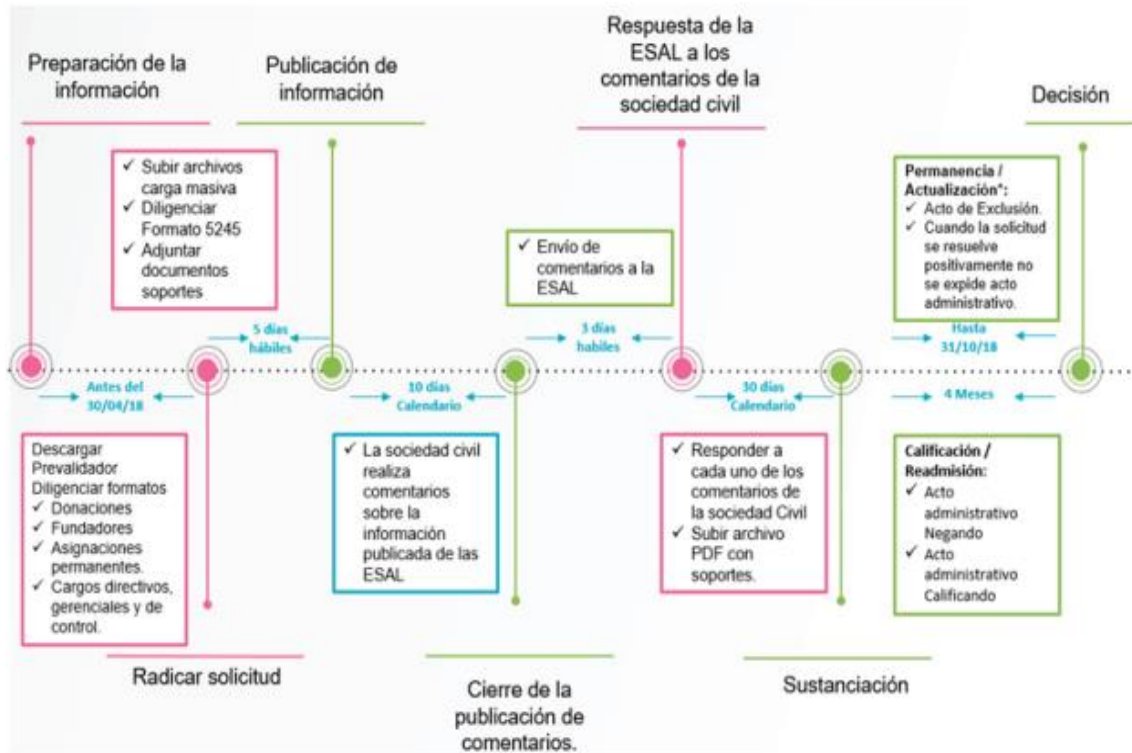 Preparación de la
información
Publicación de
información
Respuesta de la
ESAL a los
comentarios de la
sociedad civil
Decisión
✓ Subir archivos
carga masiva
✓ Diligenciar
Formato 5245
✓ Adjuntar
documentos
soportes
✓ Envío de
comentarios a la
ESAL
Permanencia /
Actualización*:
✓ Acto de Exclusión.
✓ Cuando la solicitud
se resuelve
positivamente no
se expide acto
administrativo.
5 días
hábiles
3 días
habiles
Hasta
31/10/18
Antes del
30/04/18
10 días
Calendario
30 días
Calendario
4 Meses
Descargar
Prevalidador
Diligenciar formatos
✓ Donaciones
✓ Fundadores
✓ Asignaciones
permanentes.
✓ Cargos directivos,
gerenciales y de
control.
✓ La sociedad civil
realiza
comentarios
sobre la
información
publicada de las
ESAL
✓ Responder a
cada uno de los
comentarios de
la sociedad Civil
✓ Subir archivo
PDF con
soportes.
Calificación /
Readmisión:
✓ Acto
administrativo
Negando
✓ Acto
administrativo
Calificando
Radicar solicitud
Cierre de la
publicación de
comentarios.
Sustanciación